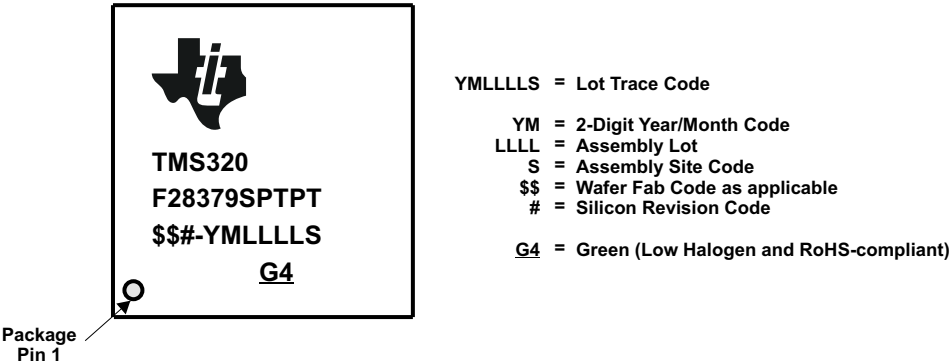 TMS320
F28379SPTPT
$$#-YMLLLLS
G4
Package
Pin 1
YMLLLLS = Lot Trace Code
YM = 2-Digit Year/Month Code
LLLL = Assembly Lot
S = Assembly Site Code
$$ = Wafer Fab Code as applicable
# = Silicon Revision Code
G4 = Green (Low Halogen and RoHS-compliant)